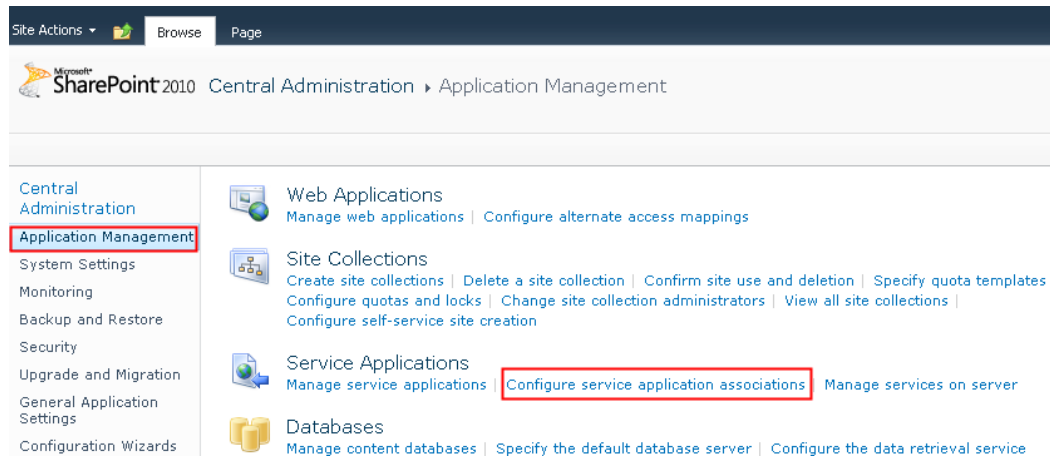 Site Actions Browse Page
Microsoft
SharePoint 2010 Central Administration Application Management
Central
Administration
Application Management
System Settings
Monitoring
Backup and Restore
Security
Upgrade and Migration
General Application
Settings
Configuration Wizards
Web Applications
Manage web applications | Configure alternate access mappings
Site Collections
Create site collections | Delete a site collection | Confirm site use and deletion | Specify quota templates
Configure quotas and locks | Change site collection administrators | View all site collections |
Configure self-service site creation
Service Applications
Manage service applications | Configure service application associations | Manage services on server
Databases
Manage content databases | Specify the default database server | Configure the data retrieval service